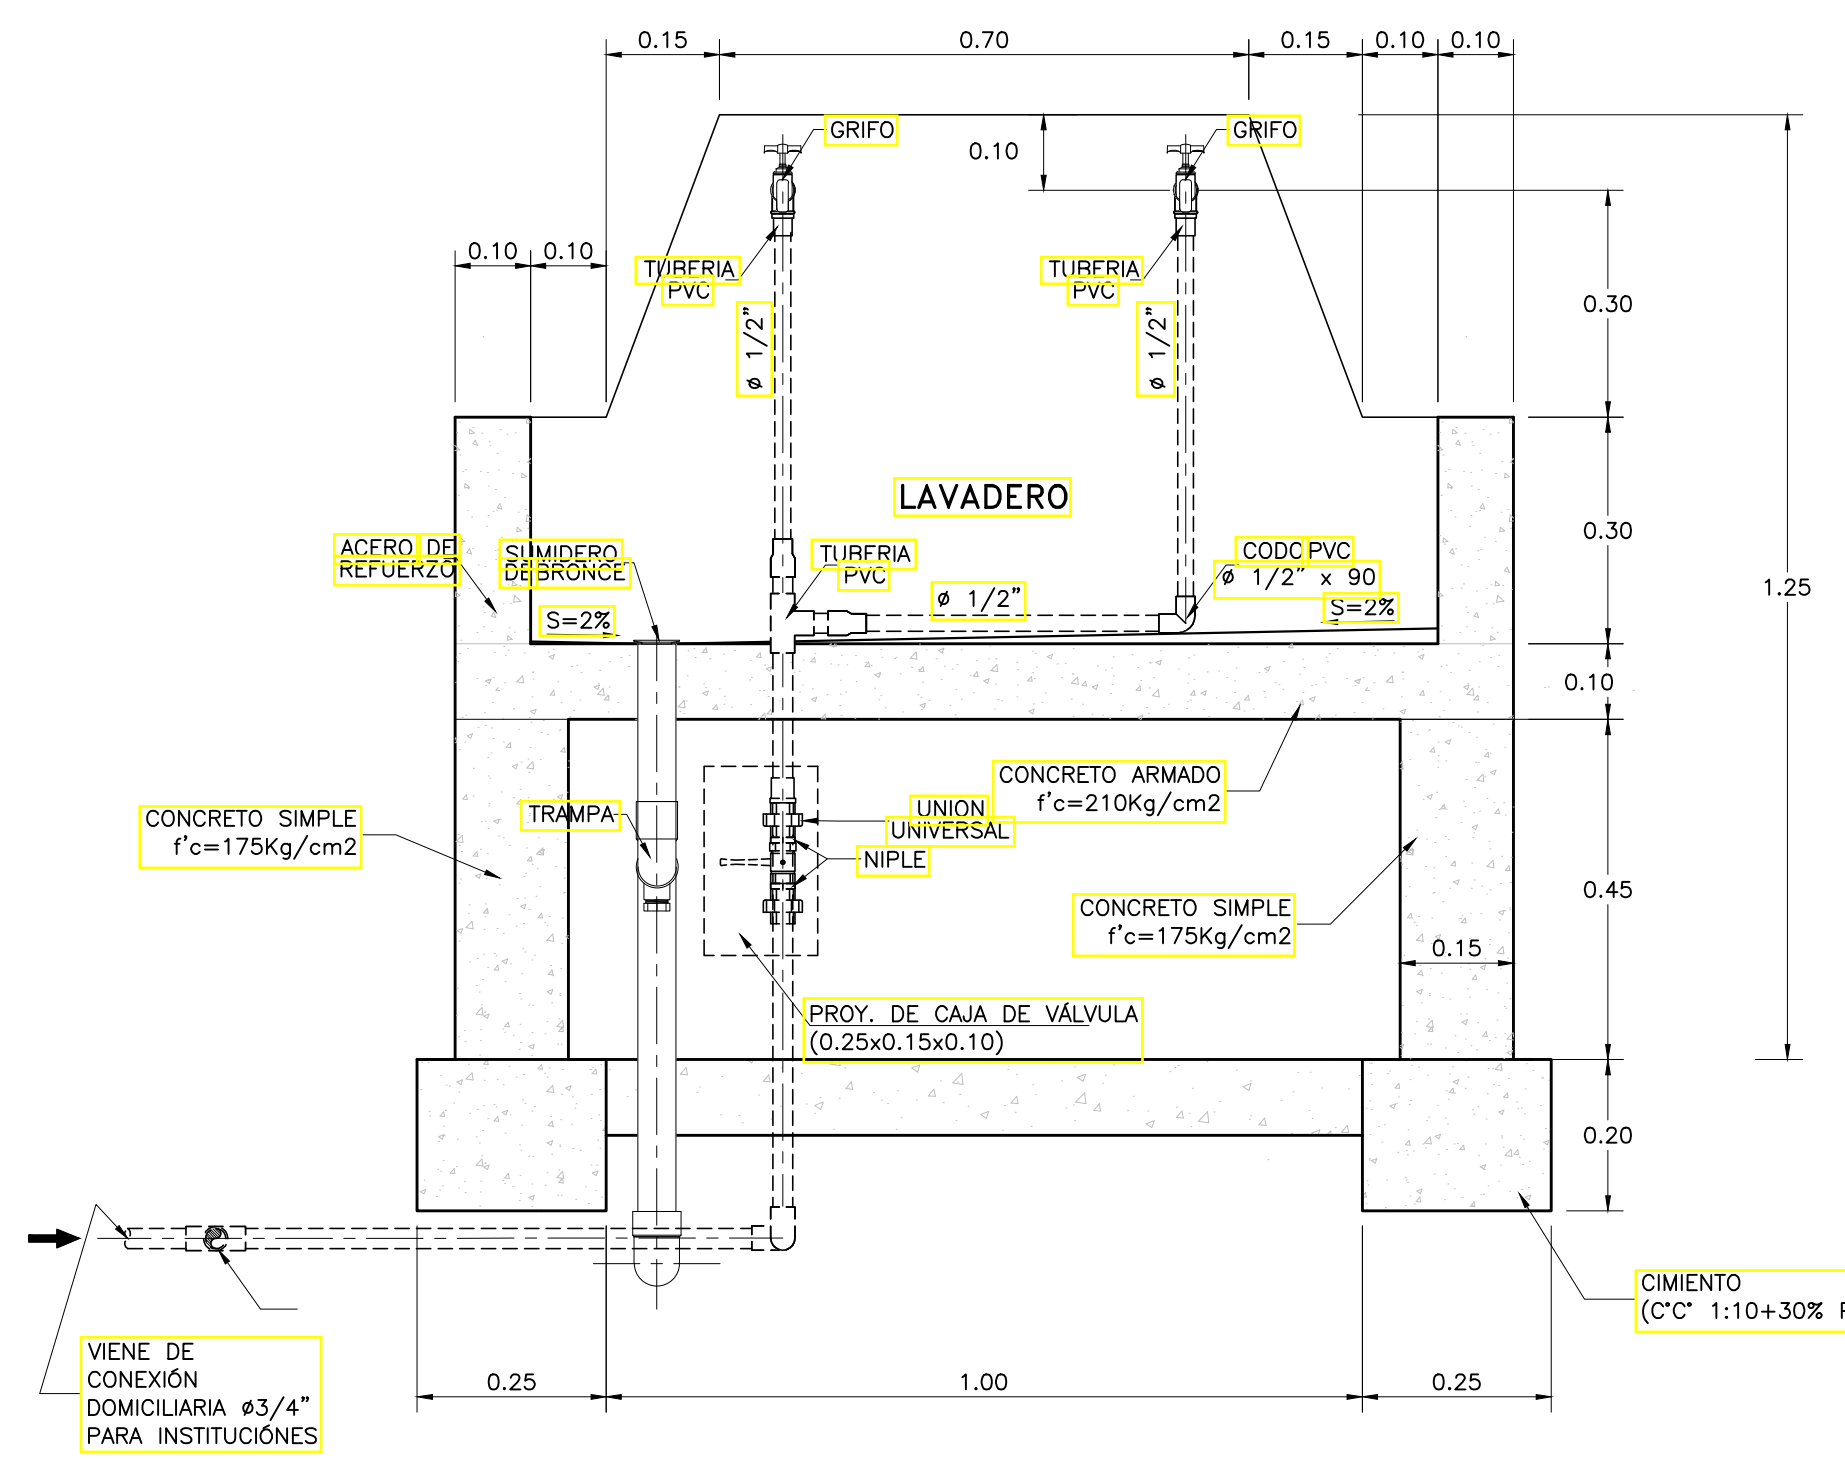 0.15
0.70
0.15
0.10
0.10
GRIFO
GRIFO
0.10
0.10
0.10
TUBERIA
PVC
TUBERIA
PVC
0.30
ø 1/2"
ø 1/2"
LAVADERO
0.30
ACERO DE
REFUERZO
SUMIDERO
DE BRONCE
TUBERIA
PVC
CODO PVC
ø 1/2" x 90
1.25
ø 1/2"
S=2%
S=2%
0.10
CONCRETO ARMADO
f'c=210Kg/cm2
CONCRETO SIMPLE
f'c=175Kg/cm2
TRAMPA
UNION
UNIVERSAL
NIPLE
0.45
CONCRETO SIMPLE
f'c=175Kg/cm2
0.15
PROY. DE CAJA DE VÁLVULA
(0.25x0.15x0.10)
0.20
CIMIENTO
(C°C° 1:10+30%
VIENE DE
CONEXIÓN
DOMICILIARIA ø3/4"
PARA INSTITUCIÓNES
0.25
1.00
0.25